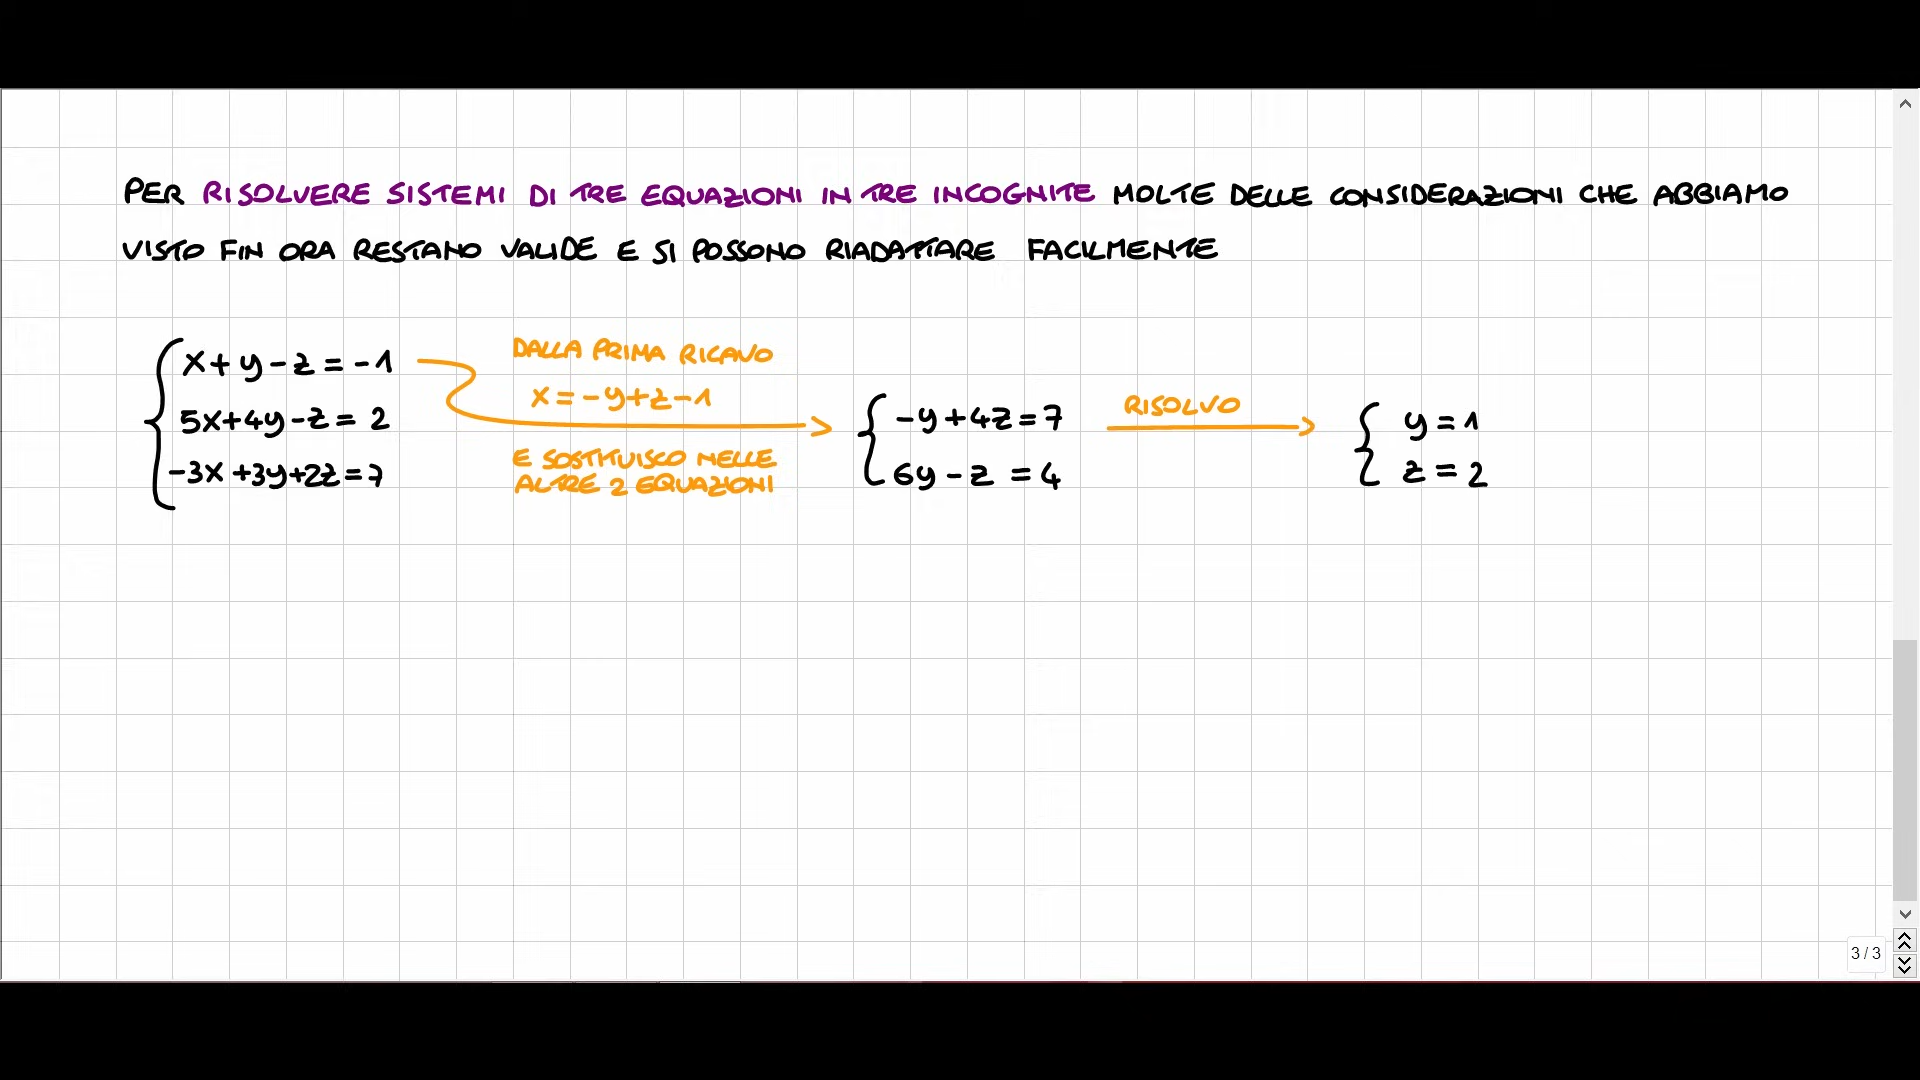 PER RISOLVERE SISTEMI DI TRE EQUAZIONI IN TRE INCOGNITE MOLTE DELLE CONSIDERAZIONI CHE ABBIAMO
VISTO FIN ORA RESTANO VALIDE E SI POSSONO RIADATTARE FACILMENTE
x+y-z=-1
5x+4y-z=2
-3x+3y+2z=7
DALLA PRIMA RICAVO
x=-y+z-1
E SOSTITUISCO NELLE
ALTRE 2 EQUAZIONI
-y+4z=7
6y-z=4
RISOLVO
y=1
z=2
3 / 3